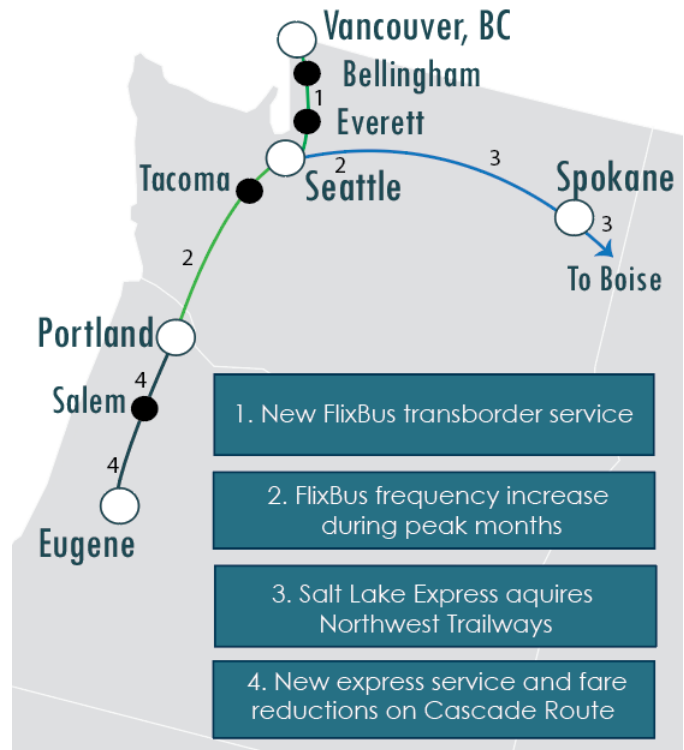 Vancouver, BC
Bellingham
1
Everett
Tacoma
Seattle
2
3
Spokane
3
To Boise
2
Portland
4
Salem
4
Eugene
1. New FlixBus transborder service
2. FlixBus frequency increase
during peak months
3. Salt Lake Express aquires
Northwest Trailways
4. New express service and fare
reductions on Cascade Route